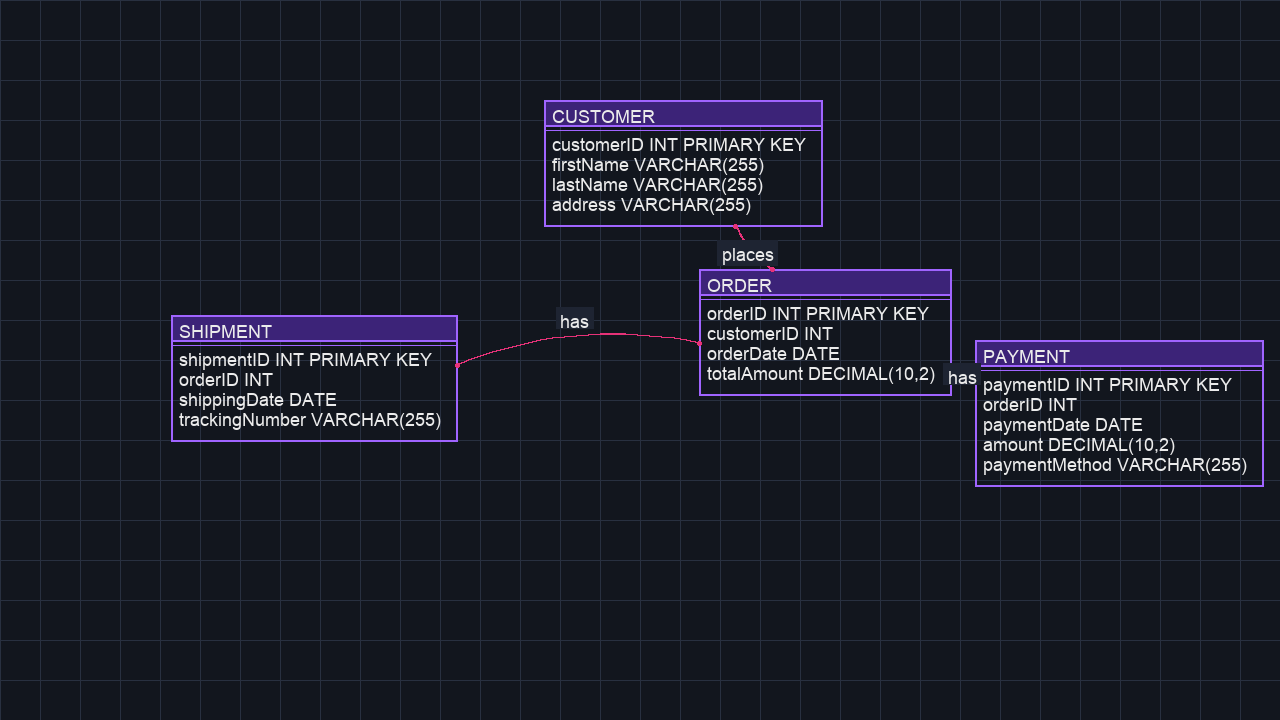 CUSTOMER
customerID INT PRIMARY KEY
firstName VARCHAR(255)
lastName VARCHAR(255)
address VARCHAR(255)
places
ORDER
orderID INT PRIMARY KEY
customerID INT
orderDate DATE
totalAmount DECIMAL(10,2)
has
SHIPMENT
shipmentID INT PRIMARY KEY
orderID INT
shippingDate DATE
trackingNumber VARCHAR(255)
has
PAYMENT
paymentID INT PRIMARY KEY
orderID INT
paymentDate DATE
amount DECIMAL(10,2)
paymentMethod VARCHAR(255)